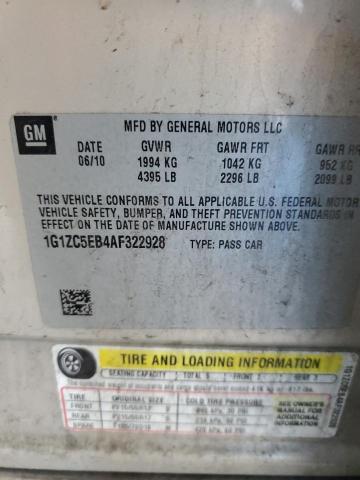 GM
MFD BY GENERAL MOTORS LLC
DATE GVWR GAWR FRT GAWR RR
06/10 1994 KG 1042 KG 952 KG
4395 LB 2296 LB 2099 LB
THIS VEHICLE CONFORMS TO ALL APPLICABLE U.S. FEDERAL MOTOR
VEHICLE SAFETY, BUMPER, AND THEFT PREVENTION STANDARDS IN
EFFECT ON THE DATE OF MANUFACTURE SHOWN ABOVE.
1G1ZC5EB4AF322928 TYPE: PASS CAR
TIRE AND LOADING INFORMATION
SEATING CAPACITY TOTAL 5 FRONT 2 REAR 3
TIRE ORIGINAL SIZE COLD TIRE PRESSURE SEE OWNER'S
FRONT MANUAL FOR
REAR ADDITIONAL
SPARE INFORMATION